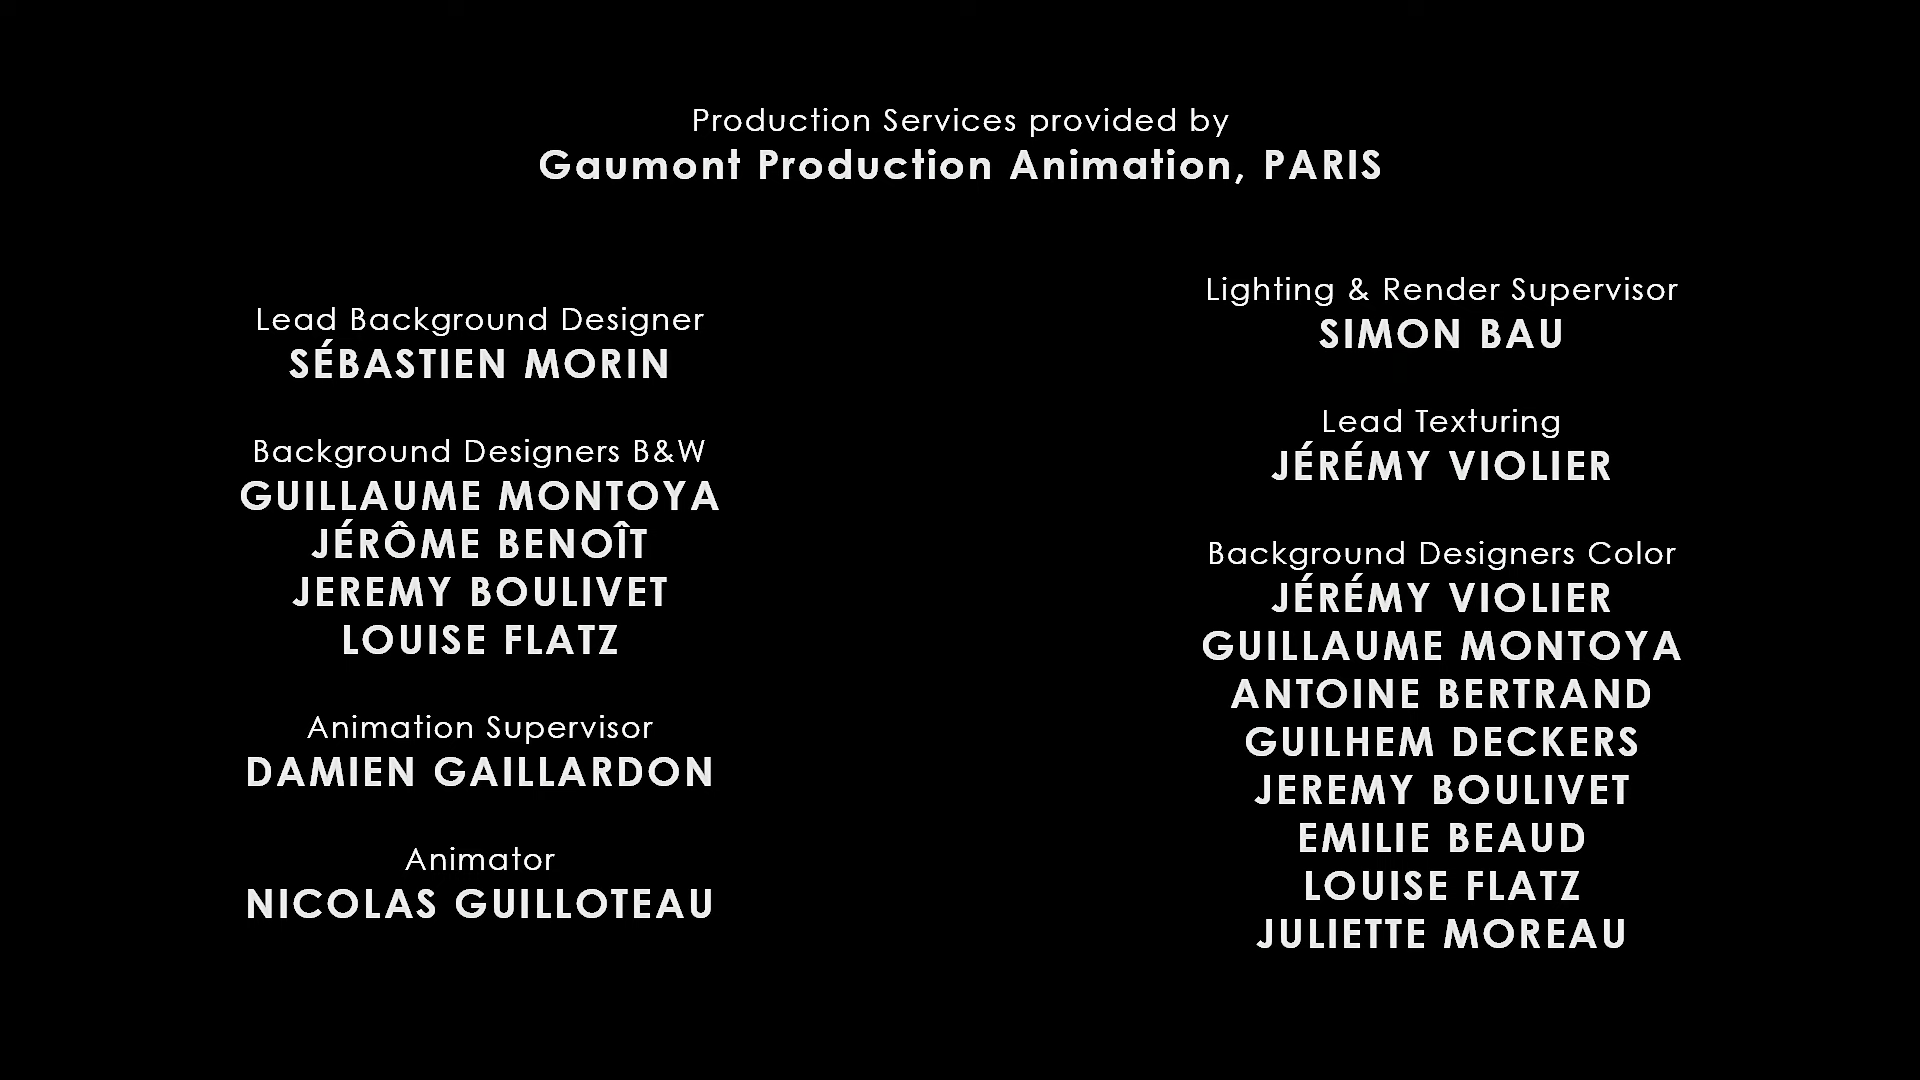 Production Services provided by
Gaumont Production Animation, PARIS
Lead Background Designer
SÉBASTIEN MORIN
Background Designers B&W
GUILLAUME MONTOYA
JÉRÔME BENOÎT
JEREMY BOULIVET
LOUISE FLATZ
Animation Supervisor
DAMIEN GAILLARDON
Animator
NICOLAS GUILLOTEAU
Lighting & Render Supervisor
SIMON BAU
Lead Texturing
JÉRÉMY VIOLIER
Background Designers Color
JÉRÉMY VIOLIER
GUILLAUME MONTOYA
ANTOINE BERTRAND
GUILHEM DECKERS
JEREMY BOULIVET
EMILIE BEAUD
LOUISE FLATZ
JULIETTE MOREAU